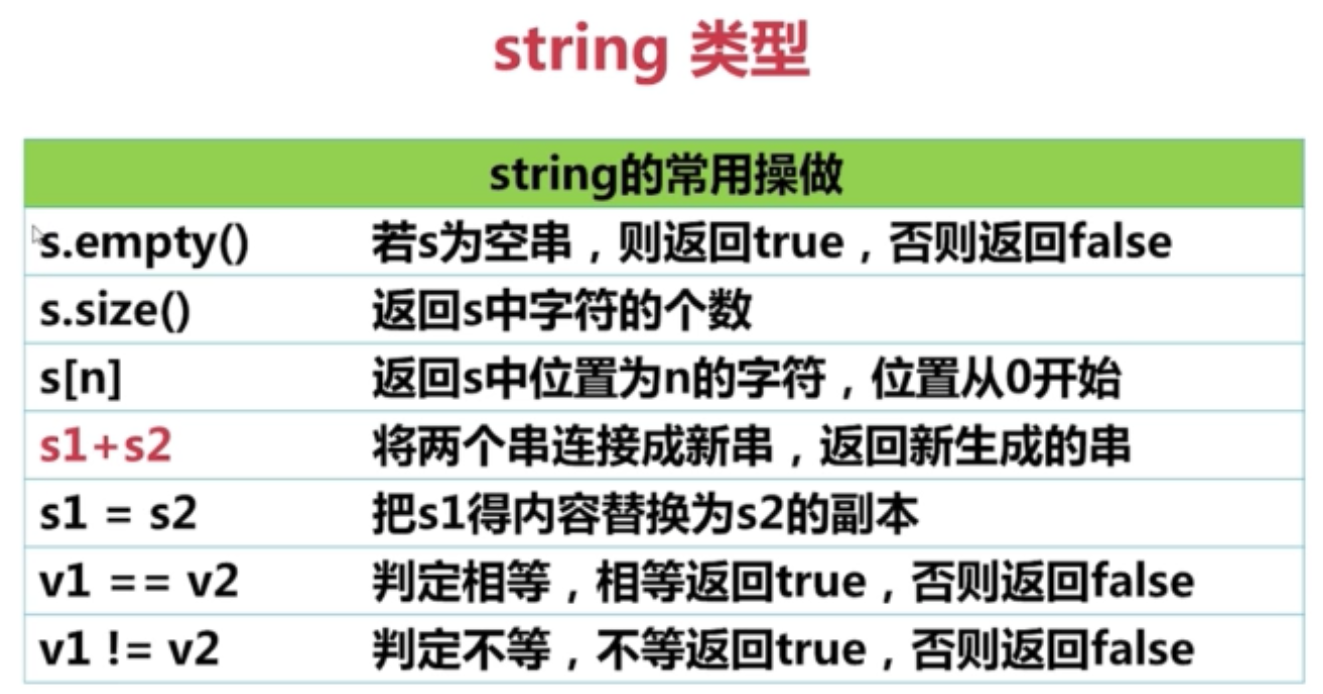 string 类型
string的常用操做
s.empty() 若s为空串，则返回true，否则返回false
s.size() 返回s中字符的个数
s[n] 返回s中位置为n的字符，位置从0开始
s1+s2 将两个串连接成新串，返回新生成的串
s1 = s2 把s1得内容替换为s2的副本
v1 == v2 判定相等，相等返回true，否则返回false
v1 != v2 判定不等，不等返回true，否则返回false